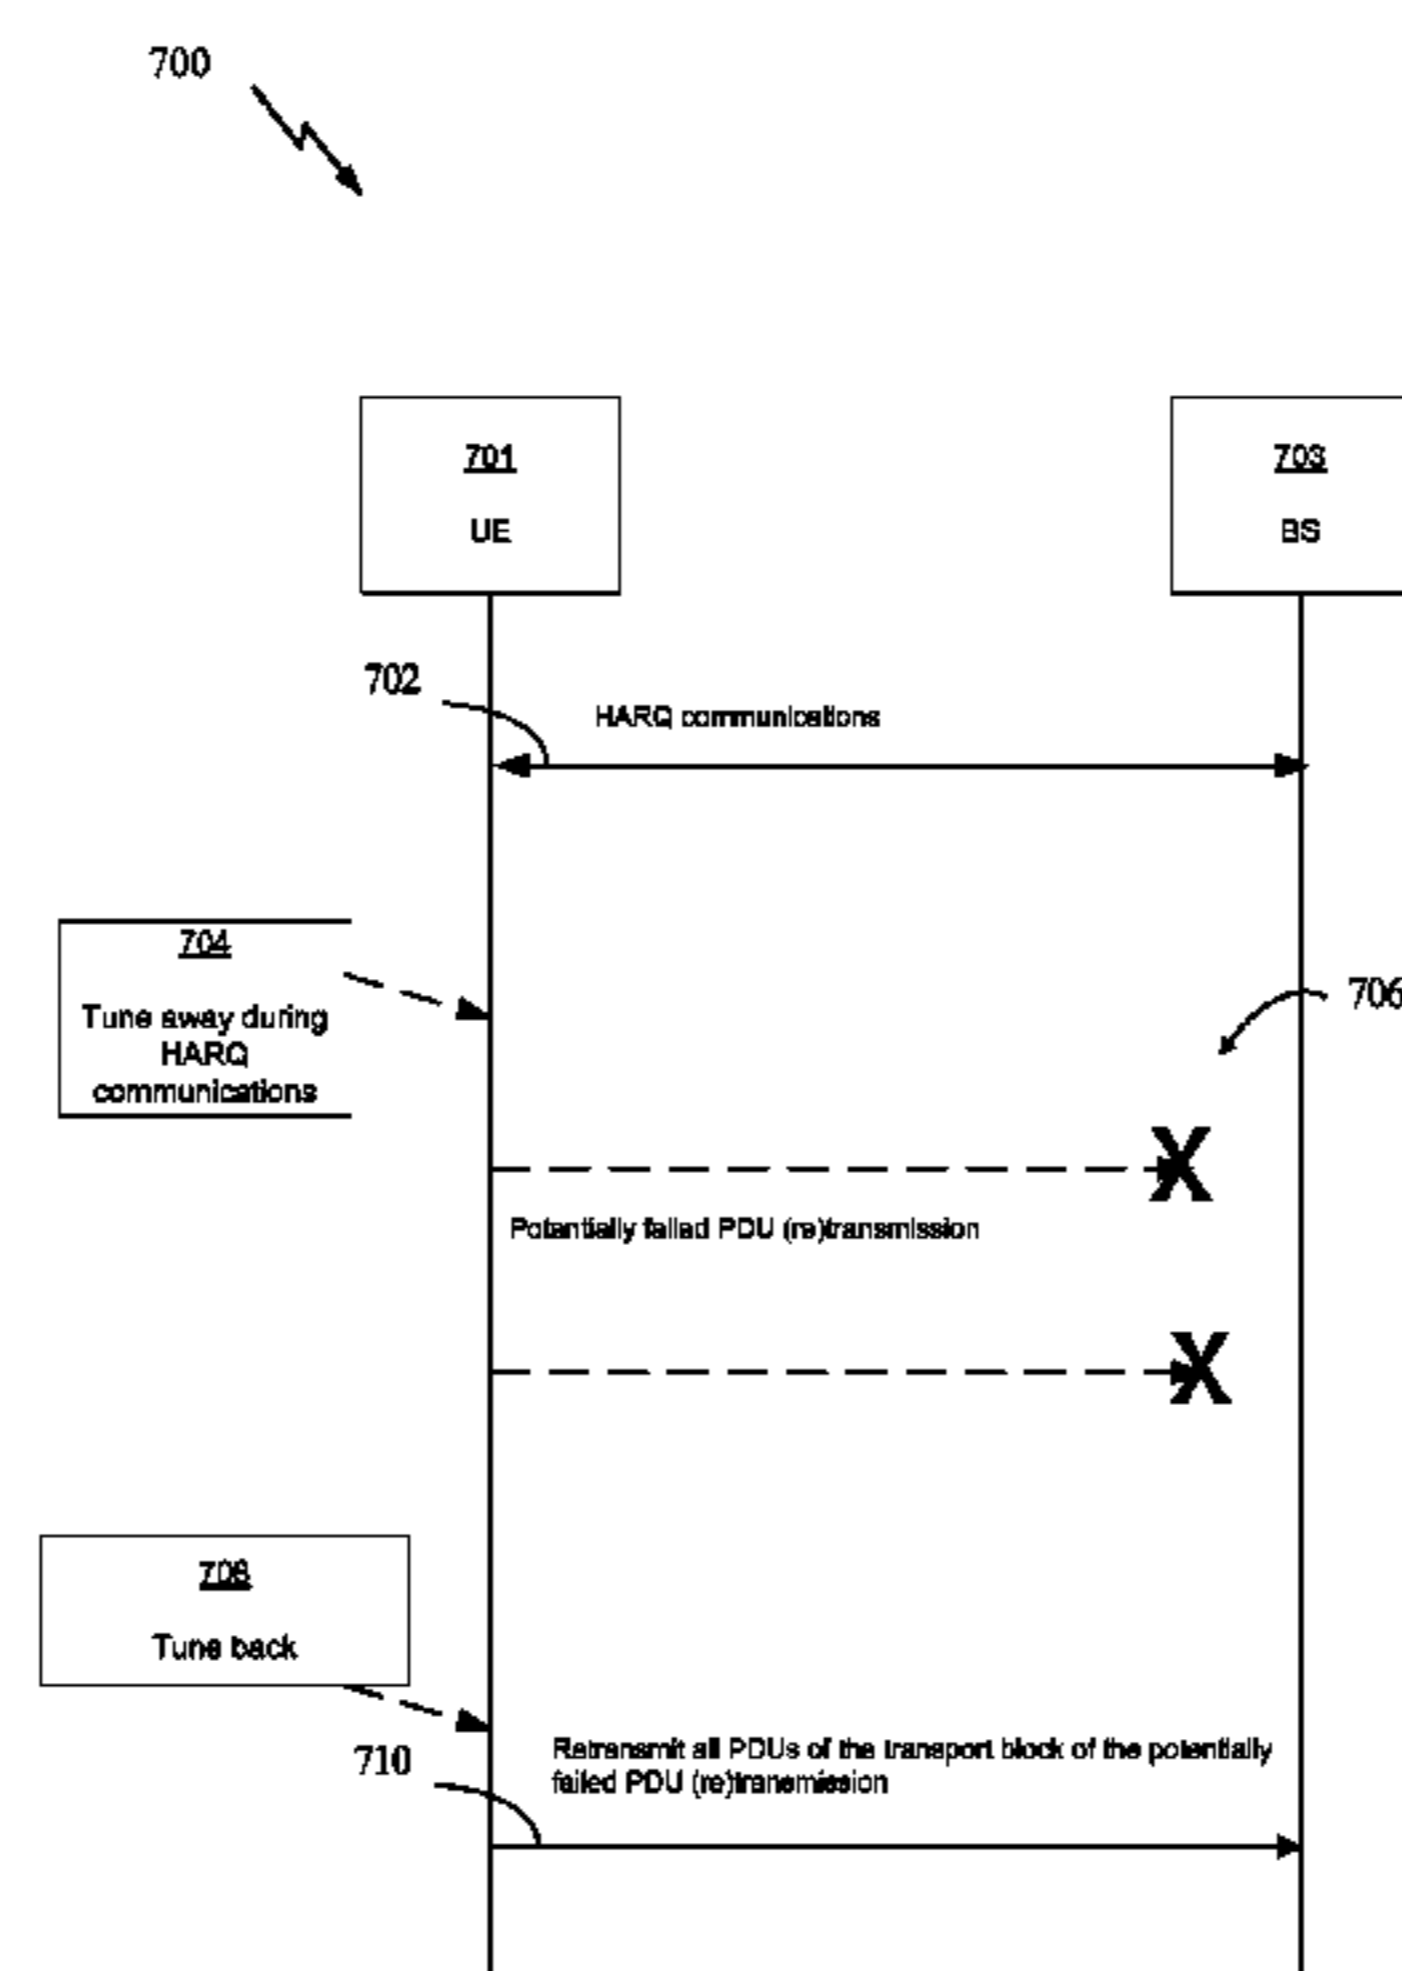 700
701
UE
703
BS
702
HARQ communications
704
Tune away during
HARQ
communications
706
Potentially failed PDU (re)transmission
708
Tune back
710
Retransmit all PDUs of the transport block of the potentially
failed PDU (re)transmission
X
X